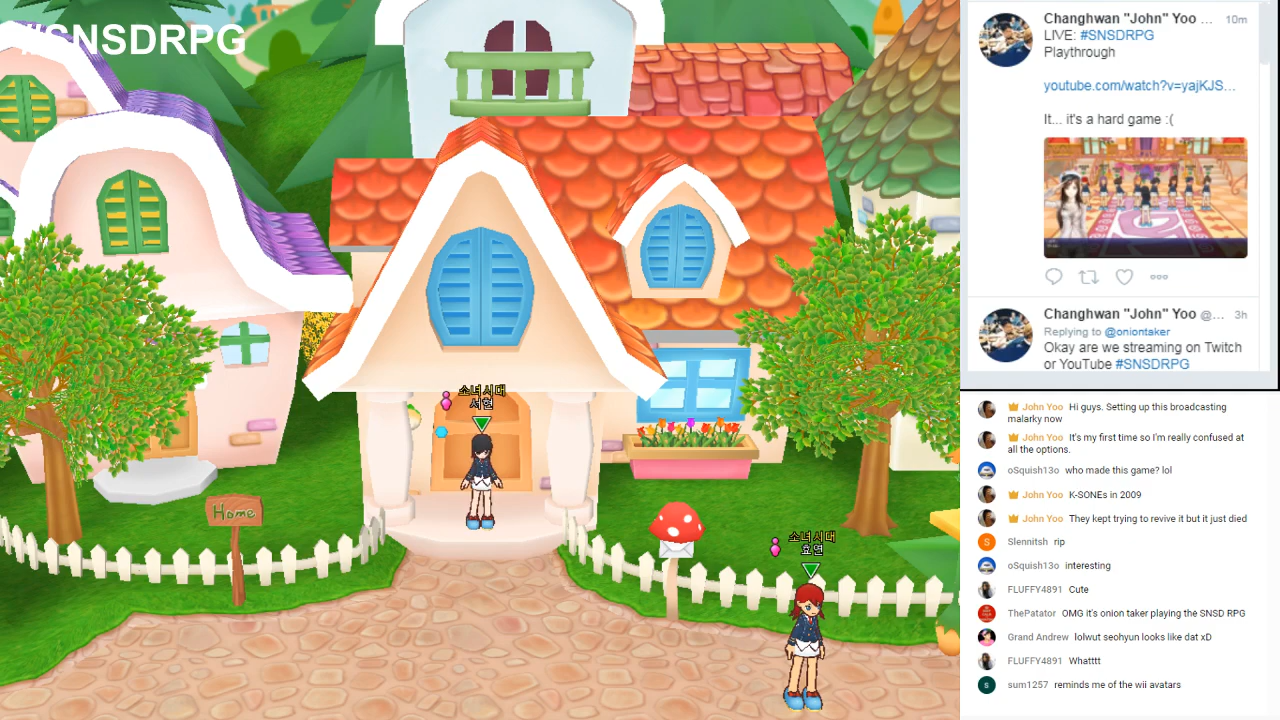 #SNSDRPG
소녀시대
서현
Home
소녀시대
효연
Changhwan "John" Yoo ... 10m
LIVE: #SNSDRPG
Playthrough
youtube.com/watch?v=yajKJS...
It... it's a hard game :(
Changhwan "John" Yoo @... 3h
Replying to @oniontaker
Okay are we streaming on Twitch
or YouTube #SNSDRPG
John Yoo Hi guys. Setting up this broadcasting
malarky now
John Yoo It's my first time so I'm really confused at
all the options.
oSquish13o who made this game? lol
John Yoo K-SONEs in 2009
John Yoo They kept trying to revive it but it just died
S
Slennitsh rip
oSquish13o interesting
FLUFFY4891 Cute
ThePatator OMG it's onion taker playing the SNSD RPG
Grand Andrew lolwut seohyun looks like dat xD
FLUFFY4891 Whatttt
s
sum1257 reminds me of the wii avatars